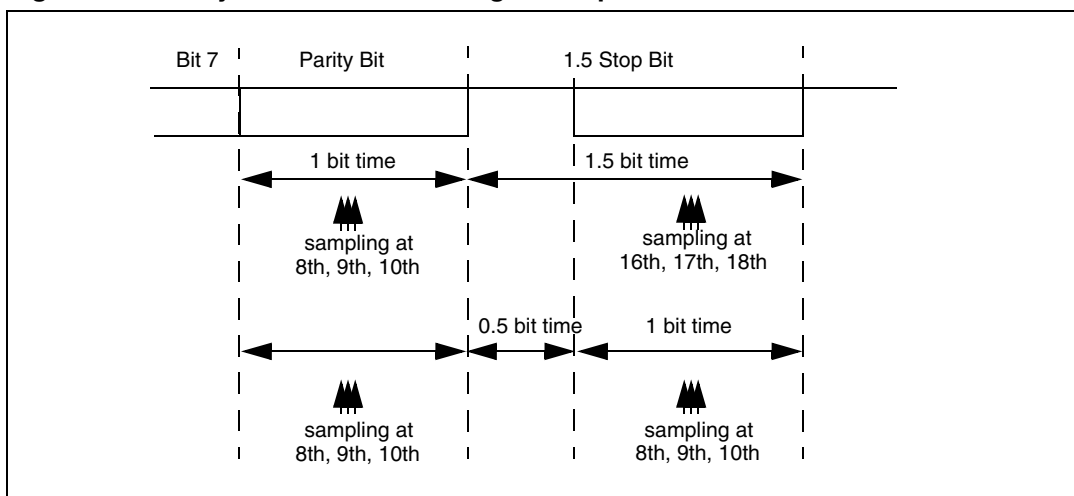 Bit 7 Parity Bit 1.5 Stop Bit
1 bit time 1.5 bit time
sampling at
8th, 9th, 10th
sampling at
16th, 17th, 18th
0.5 bit time 1 bit time
sampling at
8th, 9th, 10th
sampling at
8th, 9th, 10th